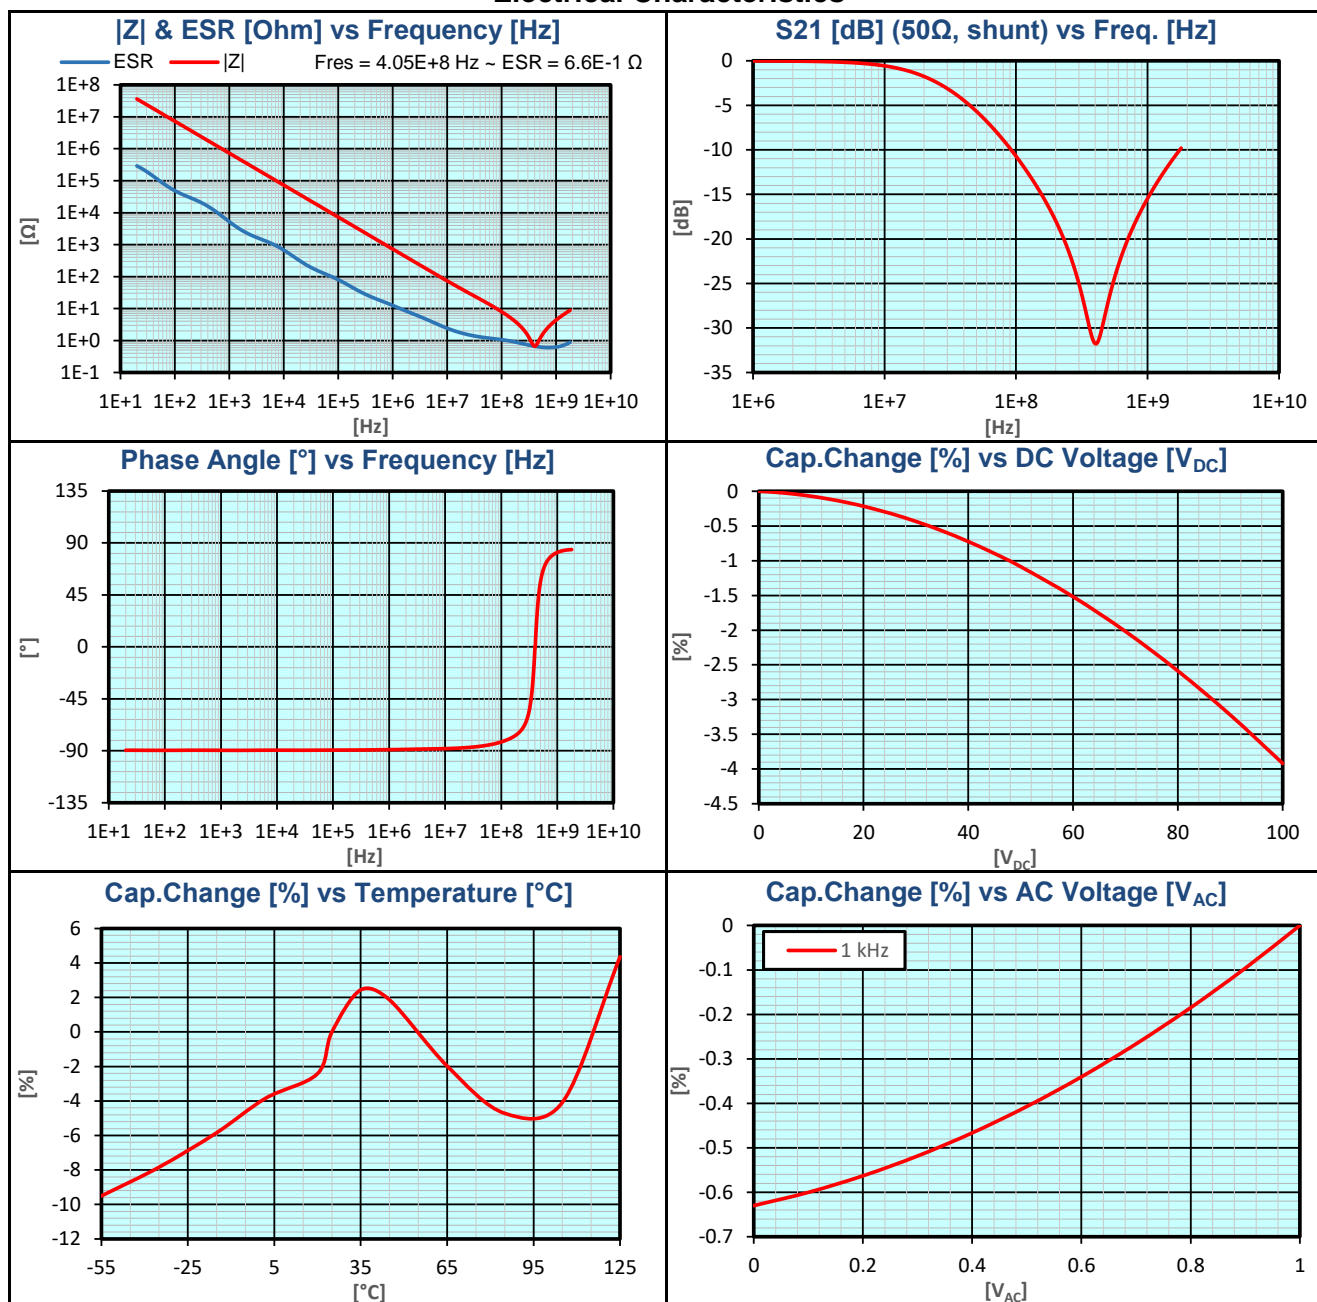 Electrical Characteristics
|Z| & ESR [Ohm] vs Frequency [Hz]
ESR |Z| Fres = 4.05E+8 Hz ~ ESR = 6.6E-1 Ω
1E+8
1E+7
1E+6
1E+5
1E+4
1E+3
1E+2
1E+1
1E+0
1E-1
[Ω]
1E+1 1E+2 1E+3 1E+4 1E+5 1E+6 1E+7 1E+8 1E+9 1E+10
[Hz]
S21 [dB] (50Ω, shunt) vs Freq. [Hz]
0
-5
-10
-15
-20
-25
-30
-35
[dB]
1E+6 1E+7 1E+8 1E+9 1E+10
[Hz]
Phase Angle [°] vs Frequency [Hz]
135
90
45
0
-45
-90
-135
[°]
1E+1 1E+2 1E+3 1E+4 1E+5 1E+6 1E+7 1E+8 1E+9 1E+10
[Hz]
Cap.Change [%] vs DC Voltage [VDC]
0
-0.5
-1
-1.5
-2
-2.5
-3
-3.5
-4
-4.5
[%]
0 20 40 60 80 100
[VDC]
Cap.Change [%] vs Temperature [°C]
6
4
2
0
-2
-4
-6
-8
-10
-12
[%]
-55 -25 5 35 65 95 125
[°C]
Cap.Change [%] vs AC Voltage [VAC]
1 kHz
0
-0.1
-0.2
-0.3
-0.4
-0.5
-0.6
-0.7
[%]
0 0.2 0.4 0.6 0.8 1
[VAC]